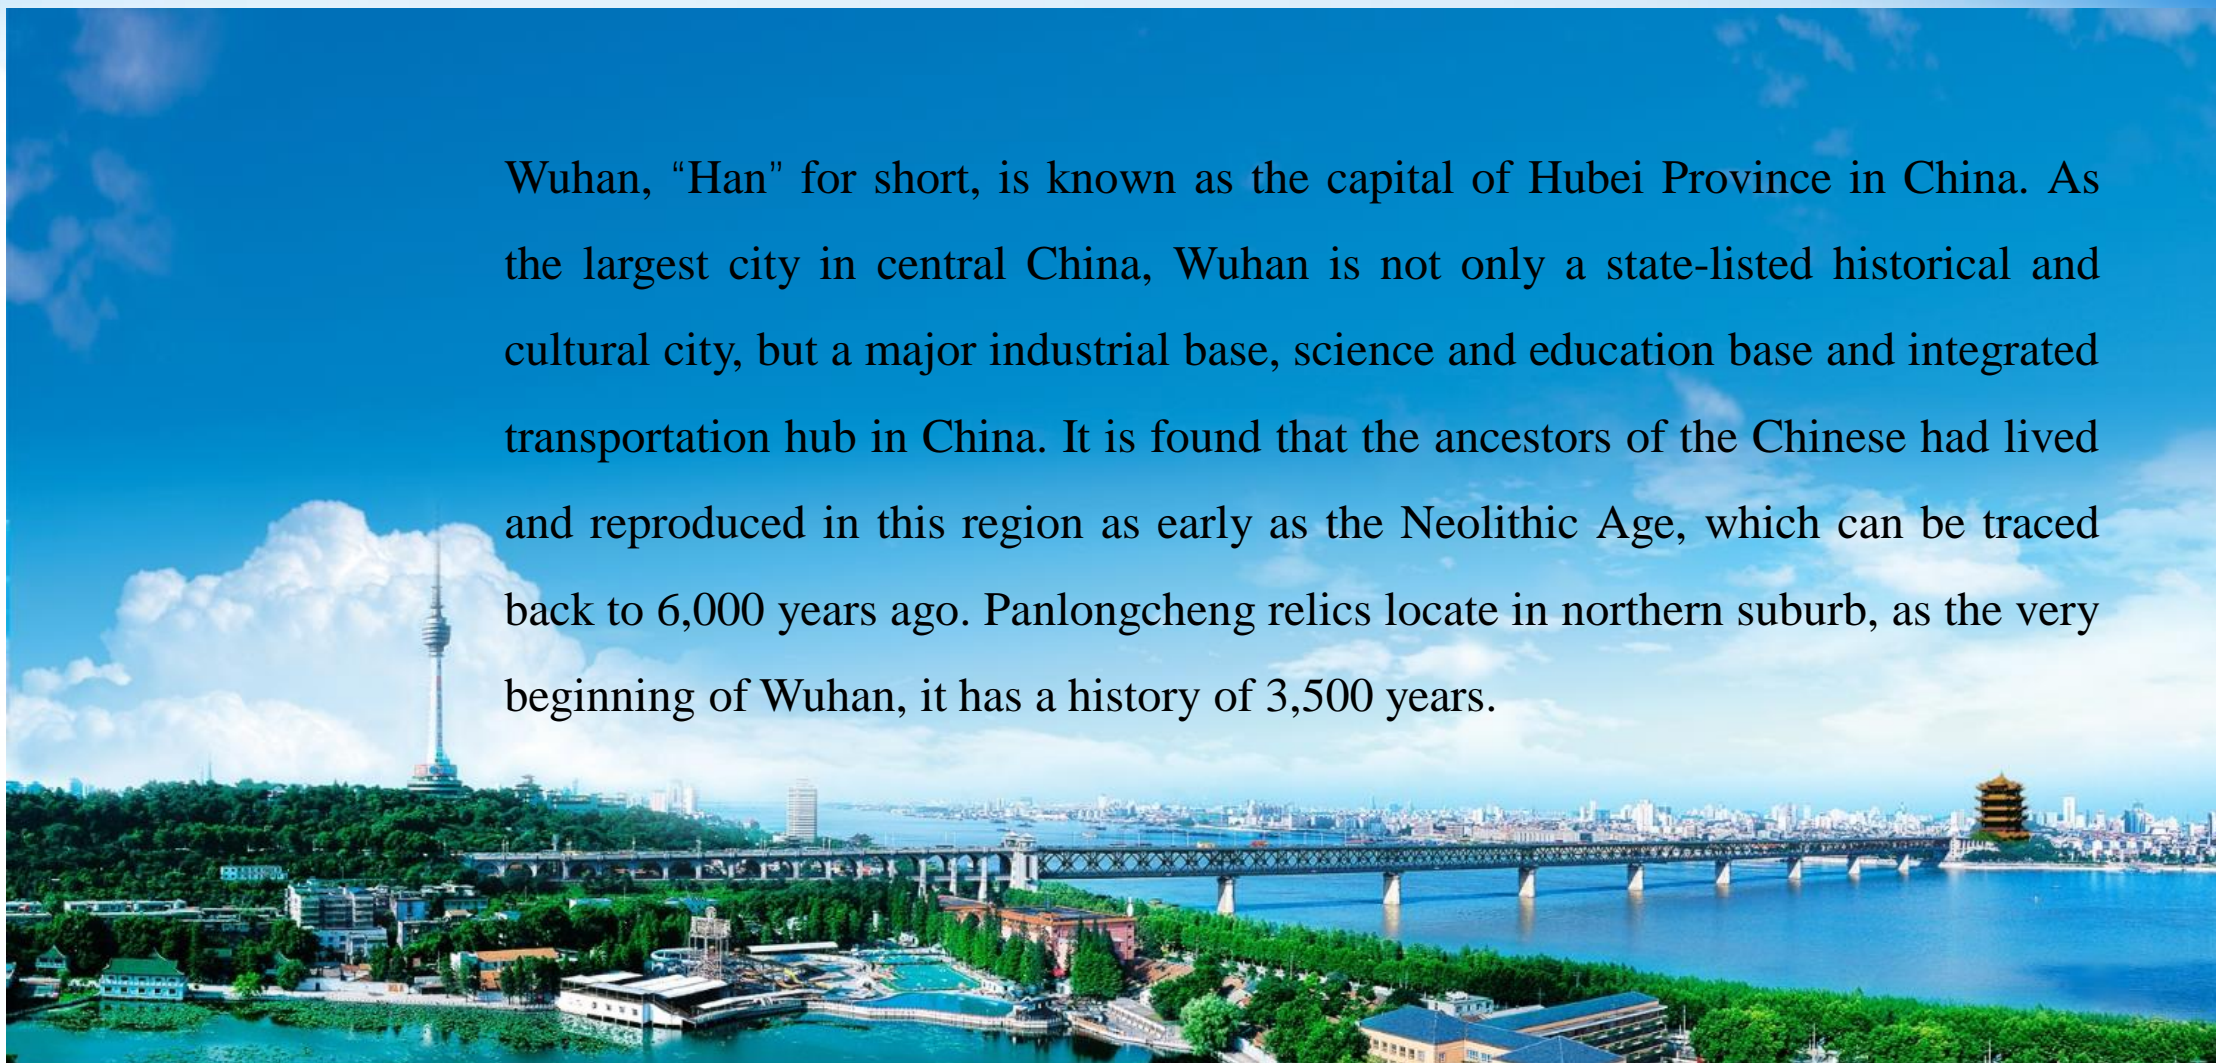 Wuhan, “Han” for short, is known as the capital of Hubei Province in China. As
the largest city in central China, Wuhan is not only a state-listed historical and
cultural city, but a major industrial base, science and education base and integrated
transportation hub in China. It is found that the ancestors of the Chinese had lived
and reproduced in this region as early as the Neolithic Age, which can be traced
back to 6,000 years ago. Panlongcheng relics locate in northern suburb, as the very
beginning of Wuhan, it has a history of 3,500 years.